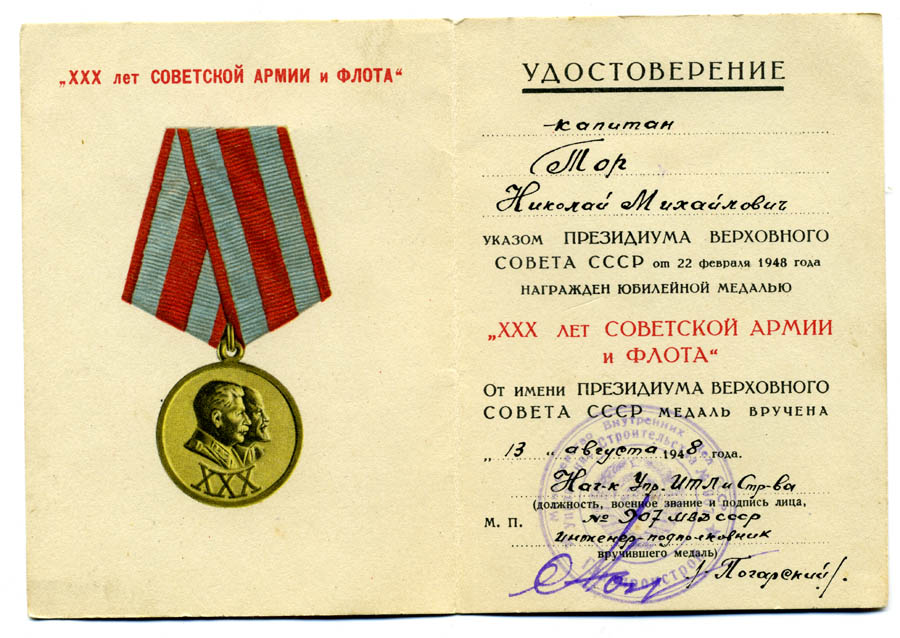 „XXX лет СОВЕТСКОЙ АРМИИ и ФЛОТА“
XXX
УДОСТОВЕРЕНИЕ
капитан
Тор
Николай Михайлович
УКАЗОМ ПРЕЗИДИУМА ВЕРХОВНОГО
СОВЕТА СССР от 22 февраля 1948 года
НАГРАЖДЕН ЮБИЛЕЙНОЙ МЕДАЛЬЮ
„XXX ЛЕТ СОВЕТСКОЙ АРМИИ
и ФЛОТА“
От имени ПРЕЗИДИУМА ВЕРХОВНОГО
СОВЕТА СССР МЕДАЛЬ ВРУЧЕНА
„13 „ августа 1948 года.
Нач-к Упр. ИТЛ и Стр-ва
(должность, военное звание и подпись лица,
М. П. № 907 МВД СССР
инженер-подполковник
вручившего медаль)
/Погарский/.
Внутренних Дел